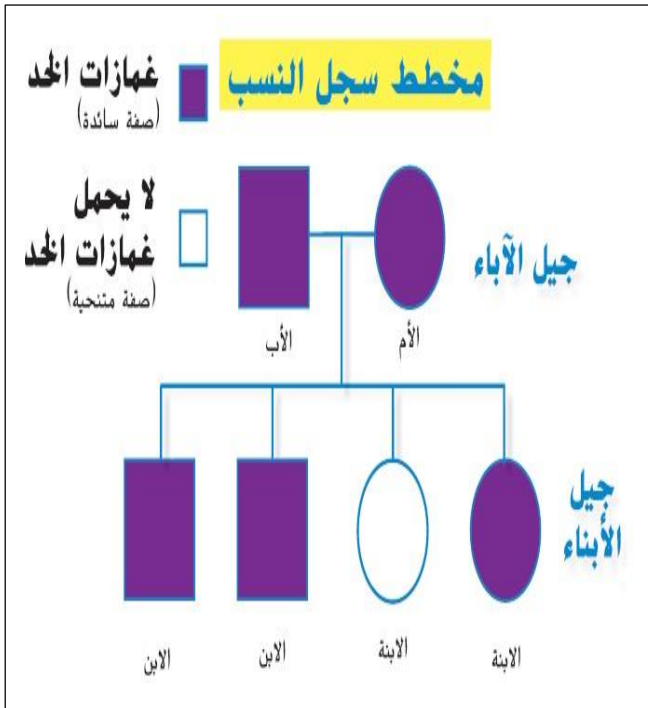 مخطط سجل النسب
غمازات الخد
(صفة سائدة)
لا يحمل
غمازات الخد
(صفة متنحية)
جيل الآباء
الأم
الأب
جيل
الأبناء
الابنة
الابنة
الابن
الابن